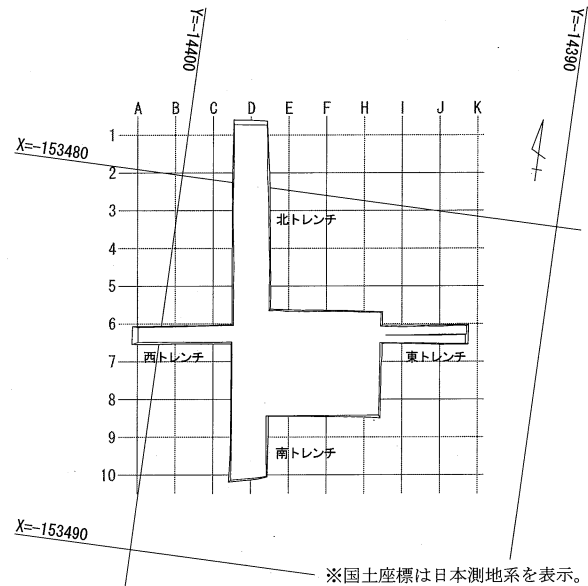 Y=-14400
Y=-14390
A B C D E F G H I J K
X=-153480
1
2
3
北トレンチ
4
5
6
西トレンチ
東トレンチ
7
8
9
南トレンチ
10
X=-153490
※国土座標は日本測地系を表示。